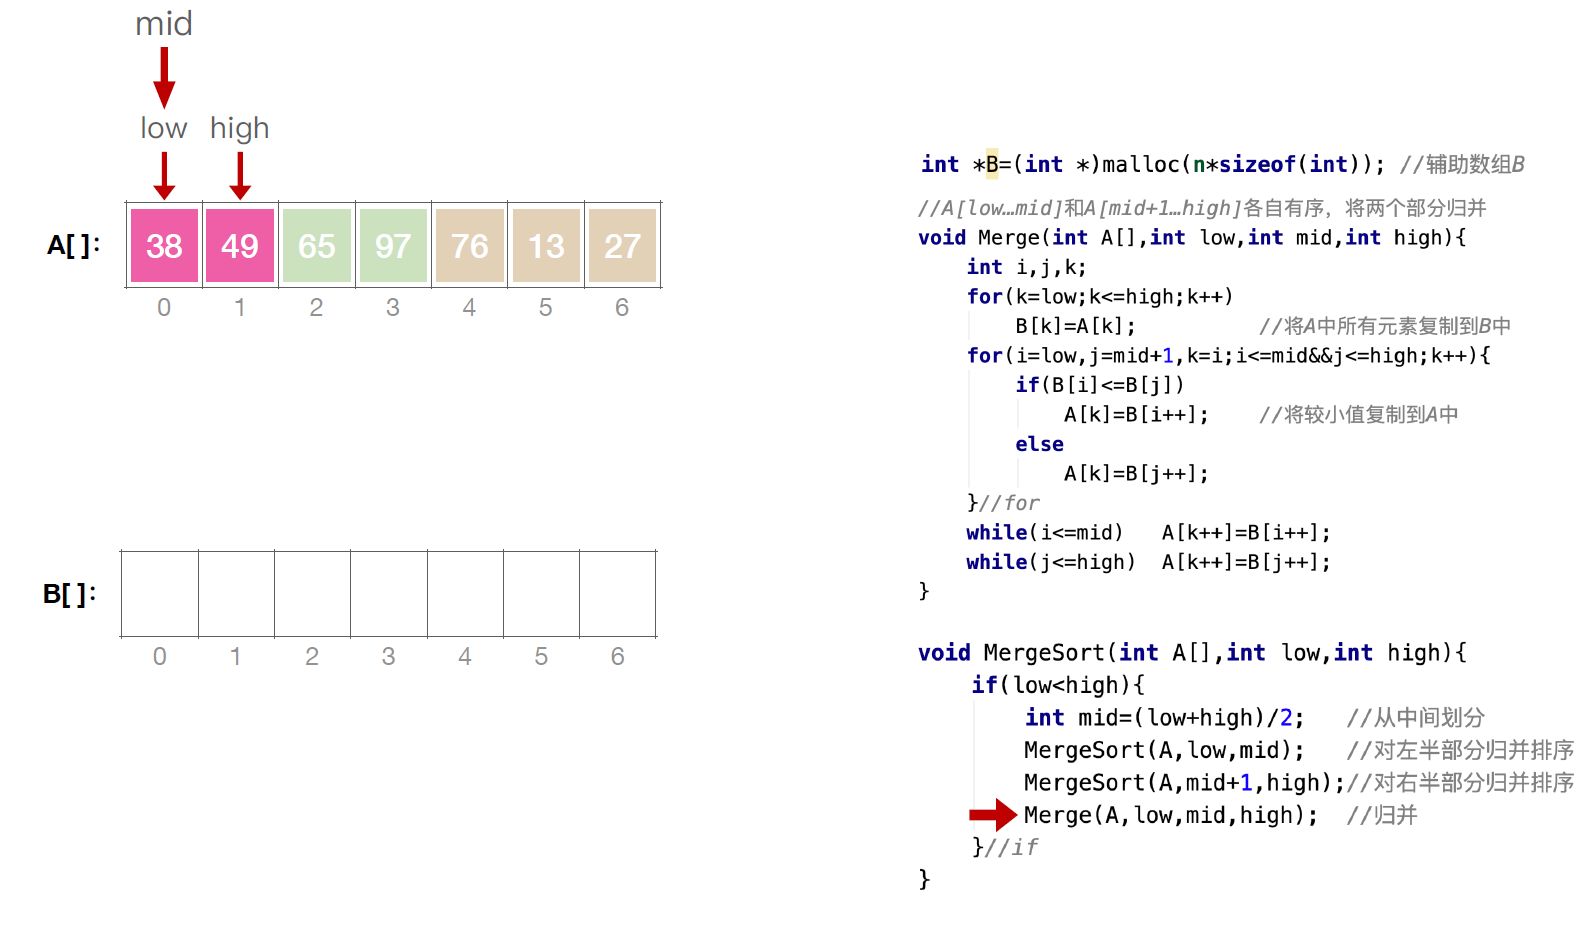 mid
low high
A[ ]: 38 49 65 97 76 13 27
0 1 2 3 4 5 6
B[ ]:
0 1 2 3 4 5 6
int *B=(int *)malloc(n*sizeof(int)); //辅助数组B
//A[low…mid]和A[mid+1…high]各自有序，将两个部分归并
void Merge(int A[],int low,int mid,int high){
int i,j,k;
for(k=low;k<=high;k++)
B[k]=A[k]; //将A中所有元素复制到B中
for(i=low,j=mid+1,k=i;i<=mid&&j<=high;k++){
if(B[i]<=B[j])
A[k]=B[i++]; //将较小值复制到A中
else
A[k]=B[j++];
}//for
while(i<=mid) A[k++]=B[i++];
while(j<=high) A[k++]=B[j++];
}
void MergeSort(int A[],int low,int high){
if(low<high){
int mid=(low+high)/2; //从中间划分
MergeSort(A,low,mid); //对左半部分归并排序
MergeSort(A,mid+1,high);//对右半部分归并排序
Merge(A,low,mid,high); //归并
}//if
}